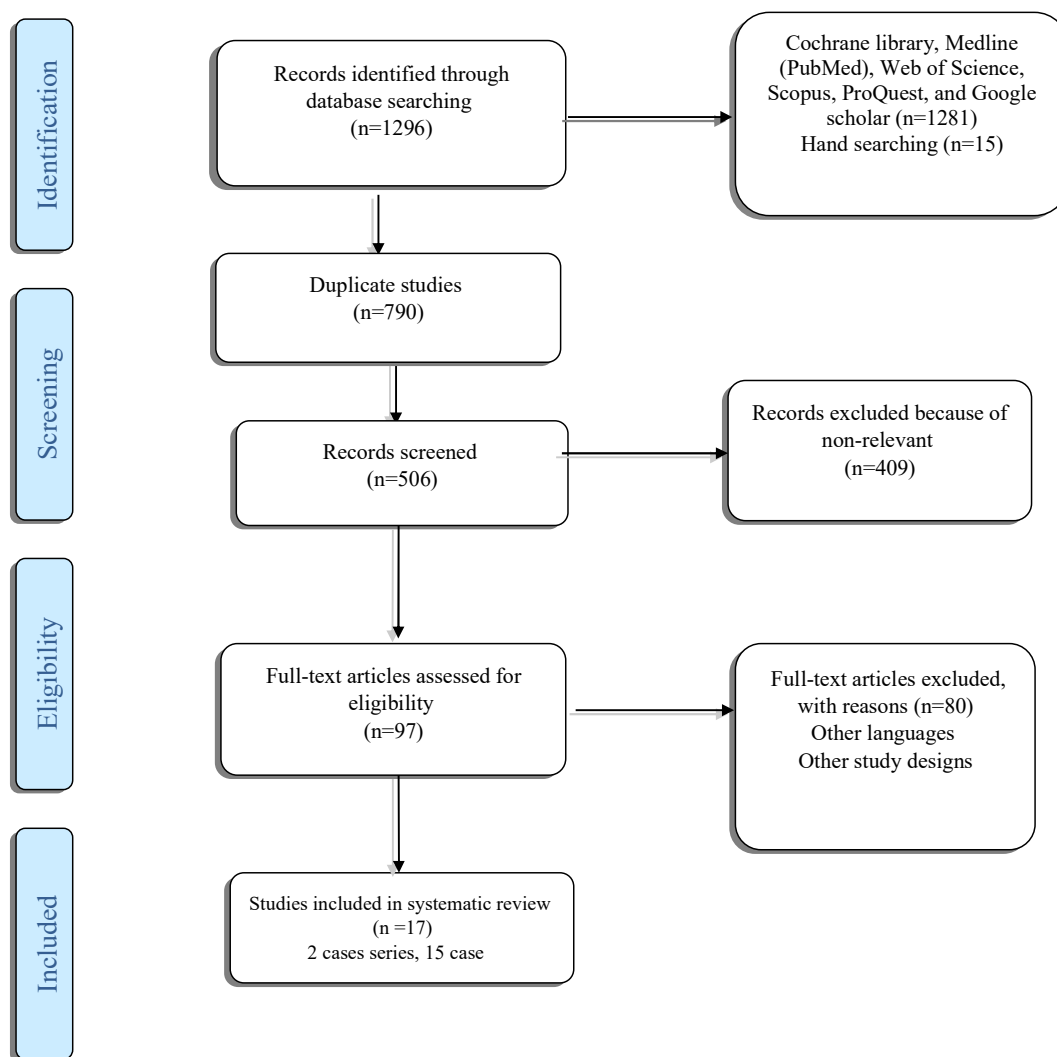 Identification
Records identified through
database searching
(n=1296)
Cochrane library, Medline
(PubMed), Web of Science,
Scopus, ProQuest, and Google
scholar (n=1281)
Hand searching (n=15)
Duplicate studies
(n=790)
Screening
Records screened
(n=506)
Records excluded because of
non-relevant
(n=409)
Eligibility
Full-text articles assessed for
eligibility
(n=97)
Full-text articles excluded,
with reasons (n=80)
Other languages
Other study designs
Included
Studies included in systematic review
(n =17)
2 cases series, 15 case